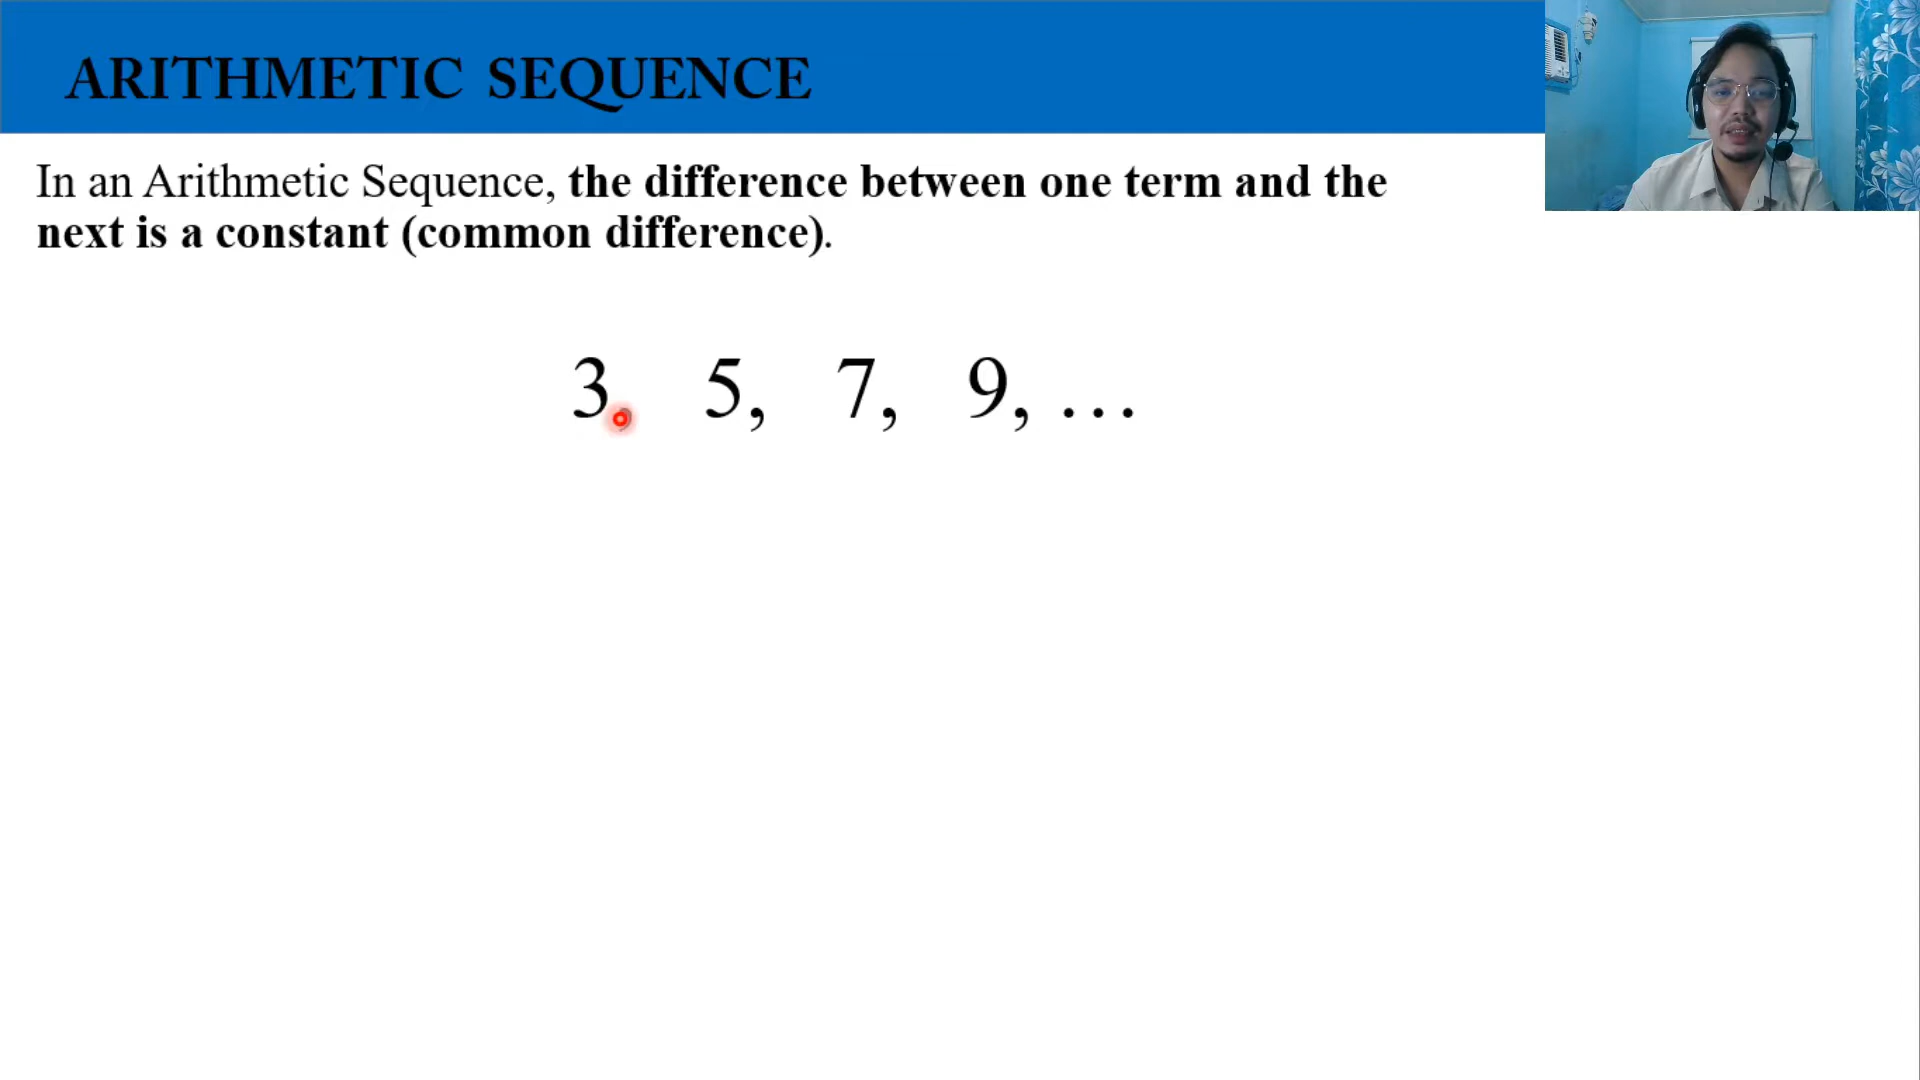 ARITHMETIC SEQUENCE
In an Arithmetic Sequence, the difference between one term and the
next is a constant (common difference).
3, 5, 7, 9, …